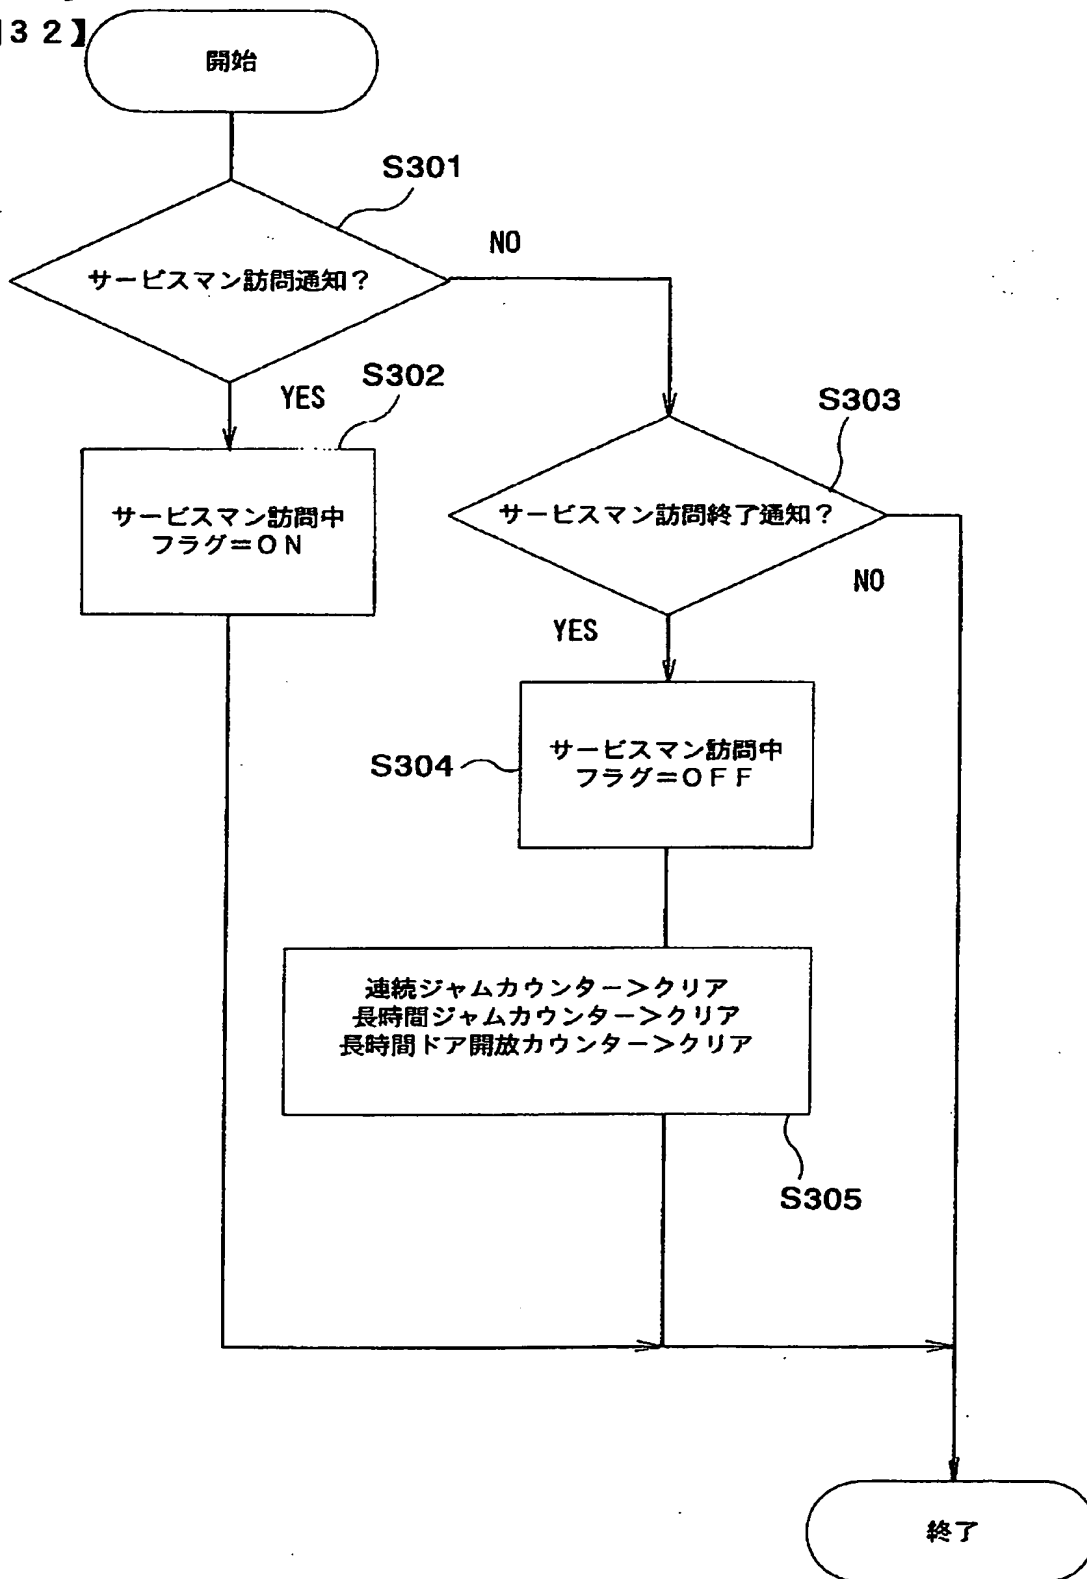 32】
開始
S301
NO
サービスマン訪問通知？
S302
YES
S303
サービスマン訪問中
フラグ＝ON
サービスマン訪問終了通知？
NO
YES
S304
サービスマン訪問中
フラグ＝OFF
連続ジャムカウンター＞クリア
長時間ジャムカウンター＞クリア
長時間ドア開放カウンター＞クリア
S305
終了